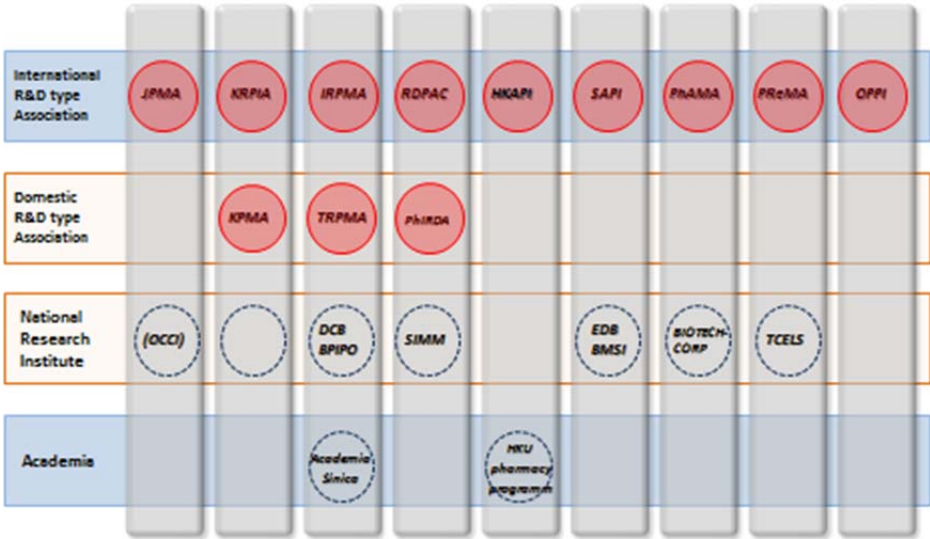 International
R&D type
Association
JPMA
KRPIA
IRPMA
RDPAC
HKAPI
SAPI
PhAMA
PReMA
OPPI
Domestic
R&D type
Association
KPMA
TRPMA
PhIRDA
National
Research
Institute
(OCCI)
DCB
BPIPO
SIMM
EDB
BMSI
BIOTECH-
CORP
TCELS
Academia
Academia
Sinica
HKU
pharmacy
programm